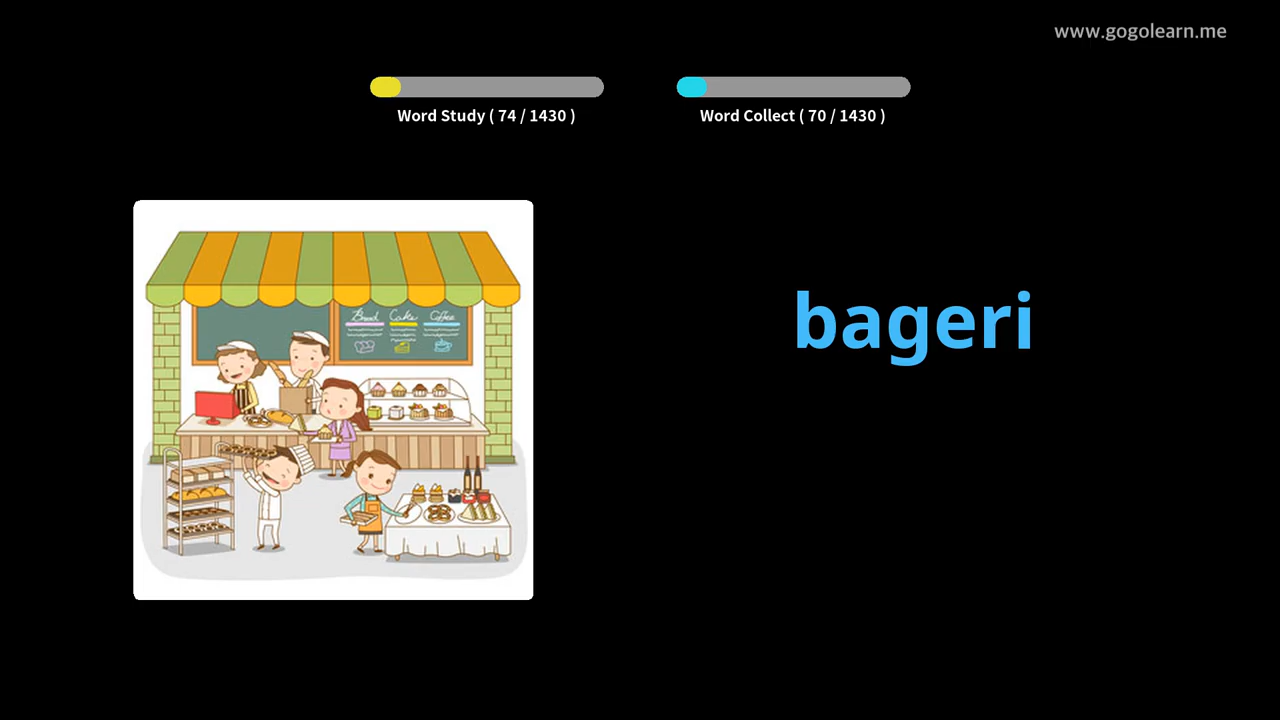 www.gogolearn.me
Word Study ( 74 / 1430 )
Word Collect ( 70 / 1430 )
bageri
Bread Cake Coffee